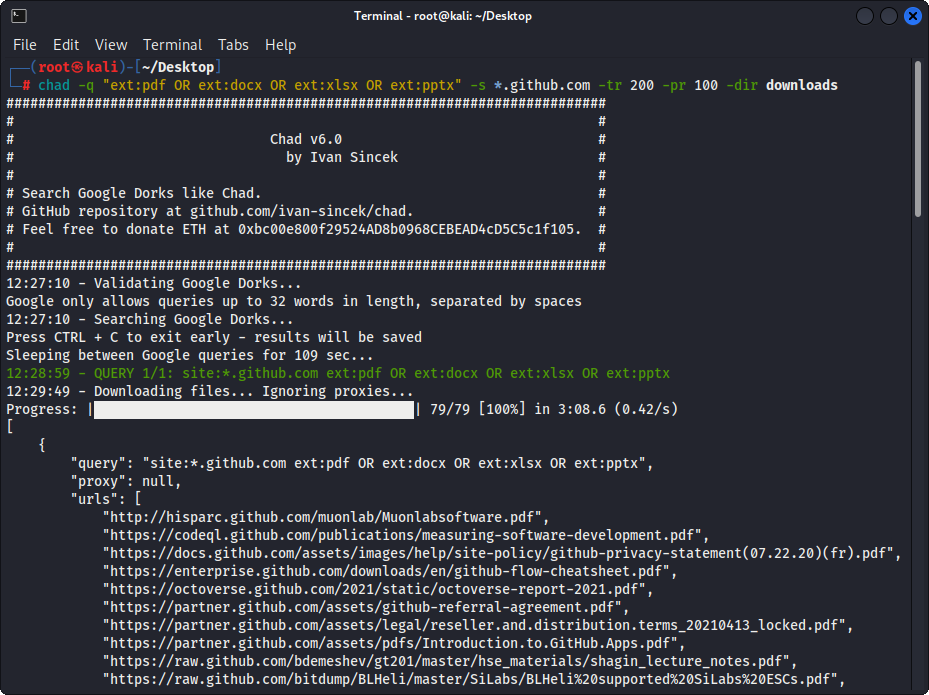 Terminal - root@kali: ~/Desktop
File Edit View Terminal Tabs Help
┌──(root㉿kali)-[~/Desktop]
└─# chad -q "ext:pdf OR ext:docx OR ext:xlsx OR ext:pptx" -s *.github.com -tr 200 -pr 100 -dir downloads
###########################################################################
#                                                                         #
#                                Chad v6.0                                #
#                                  by Ivan Sincek                         #
#                                                                         #
# Search Google Dorks like Chad.                                          #
# GitHub repository at github.com/ivan-sincek/chad.                       #
# Feel free to donate ETH at 0xbc00e800f29524AD8b0968CEBEAD4cD5C5c1f105.  #
#                                                                         #
###########################################################################
12:27:10 - Validating Google Dorks...
Google only allows queries up to 32 words in length, separated by spaces
12:27:10 - Searching Google Dorks...
Press CTRL + C to exit early - results will be saved
Sleeping between Google queries for 109 sec...
12:28:59 - QUERY 1/1: site:*.github.com ext:pdf OR ext:docx OR ext:xlsx OR ext:pptx
12:29:49 - Downloading files... Ignoring proxies...
Progress: |████████████████████████████████████████| 79/79 [100%] in 3:08.6 (0.42/s)
[
    {
        "query": "site:*.github.com ext:pdf OR ext:docx OR ext:xlsx OR ext:pptx",
        "proxy": null,
        "urls": [
            "http://hisparc.github.com/muonlab/Muonlabsoftware.pdf",
            "https://codeql.github.com/publications/measuring-software-development.pdf",
            "https://docs.github.com/assets/images/help/site-policy/github-privacy-statement(07.22.20)(fr).pdf",
            "https://enterprise.github.com/downloads/en/github-flow-cheatsheet.pdf",
            "https://octoverse.github.com/2021/static/octoverse-report-2021.pdf",
            "https://partner.github.com/assets/github-referral-agreement.pdf",
            "https://partner.github.com/assets/legal/reseller.and.distribution.terms_20210413_locked.pdf",
            "https://partner.github.com/assets/pdfs/Introduction.to.GitHub.Apps.pdf",
            "https://raw.github.com/bdemeshev/gt201/master/hse_materials/shagin_lecture_notes.pdf",
            "https://raw.github.com/bitdump/BLHeli/master/SiLabs/BLHeli%20supported%20SiLabs%20ESCs.pdf",